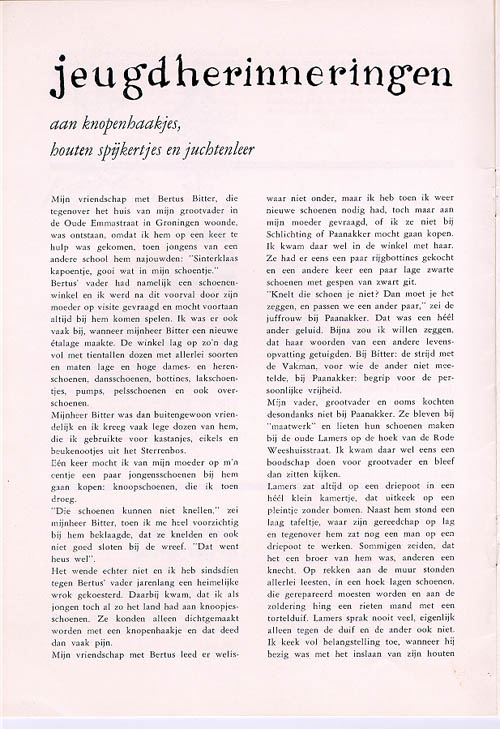 jeugdherinneringen
aan knopenhaakjes,
houten spijkertjes en juchtenleer
Mijn vriendschap met Bertus Bitter, die
tegenover het huis van mijn grootvader in
de Oude Emmastraat in Groningen woonde,
was ontstaan, omdat ik hem op een keer te
hulp was gekomen, toen jongens van een
andere school hem najouwden: "Sinterklaas
kapoentje, gooi wat in mijn schoentje."
Bertus' vader had namelijk een schoenen-
winkel en ik werd na dit voorval door zijn
moeder op visite gevraagd en mocht voortaan
altijd bij hem komen spelen. Ik was er ook
vaak bij, wanneer mijnheer Bitter een nieuwe
étalage maakte. De winkel lag op zo'n dag
vol met tientallen dozen met allerlei soorten
en maten lage en hoge dames- en heren-
schoenen, dansschoenen, bottines, lakschoen-
tjes, pumps, pelsschoenen en ook over-
schoenen.
Mijnheer Bitter was dan buitengewoon vrien-
delijk en ik kreeg vaak lege dozen van hem,
die ik gebruikte voor kastanjes, eikels en
beukenootjes uit het Sterrenbos.
Eén keer mocht ik van mijn moeder op m'n
centje een paar jongensschoenen bij hem
gaan kopen: knoopschoenen, die ik toen
droeg.
"Die schoenen kunnen niet knellen," zei
mijnheer Bitter, toen ik me heel voorzichtig
bij hem beklaagde, dat ze knelden en ook
niet goed sloten bij de wreef. "Dat went
heus wel".
Het wende echter niet en ik heb sindsdien
tegen Bertus' vader jarenlang een heimelijke
wrok gekoesterd. Daarbij kwam, dat ik als
jongen toch al zo het land had aan knoopjes-
schoenen. Ze konden alleen dichtgemaakt
worden met een knopenhaakje en dat deed
dan vaak pijn.
Mijn vriendschap met Bertus leed er welis-
waar niet onder, maar ik heb toen ik weer
nieuwe schoenen nodig had, toch maar aan
mijn moeder gevraagd, of ik ze niet bij
Schlichting of Paanakker mocht gaan kopen.
Ik kwam daar wel in de winkel met haar.
Ze had er eens een paar rijgbottines gekocht
en een andere keer een paar lage zwarte
schoenen met gespen van zwart git.
"Knelt die schoen je niet? Dan moet je het
zeggen, en passen we een ander paar," zei de
juffrouw bij Paanakker. Dat was een héél
ander geluid. Bijna zou ik willen zeggen,
dat haar woorden van een andere levens-
opvatting getuigden. Bij Bitter: de strijd met
de Vakman, voor wie de ander niet mee-
telde, bij Paanakker: begrip voor de per-
soonlijke vrijheid.
Mijn vader, grootvader en ooms kochten
desondanks niet bij Paanakker. Ze bleven bij
"maatwerk" en lieten hun schoenen maken
bij de oude Lamers op de hoek van de Rode
Weeshuisstraat. Ik kwam daar wel eens een
boodschap doen voor grootvader en bleef
dan zitten kijken.
Lamers zat altijd op een driepoot in een
héél klein kamertje, dat uitkeek op een
pleintje zonder bomen. Naast hem stond een
laag tafeltje, waar zijn gereedschap op lag
en tegenover hem zat nog een man op een
driepoot te werken. Sommigen zeiden, dat
het een broer van hem was, anderen een
knecht. Op rekken aan de muur stonden
allerlei leesten, in een hoek lagen schoenen,
die gerepareerd moesten worden en aan de
zoldering hing een rieten mand met een
tortelduif. Lamers sprak nooit veel, eigenlijk
alleen tegen de duif en de ander ook niet.
Ik keek vol belangstelling toe, wanneer hij
bezig was met het inslaan van zijn houten